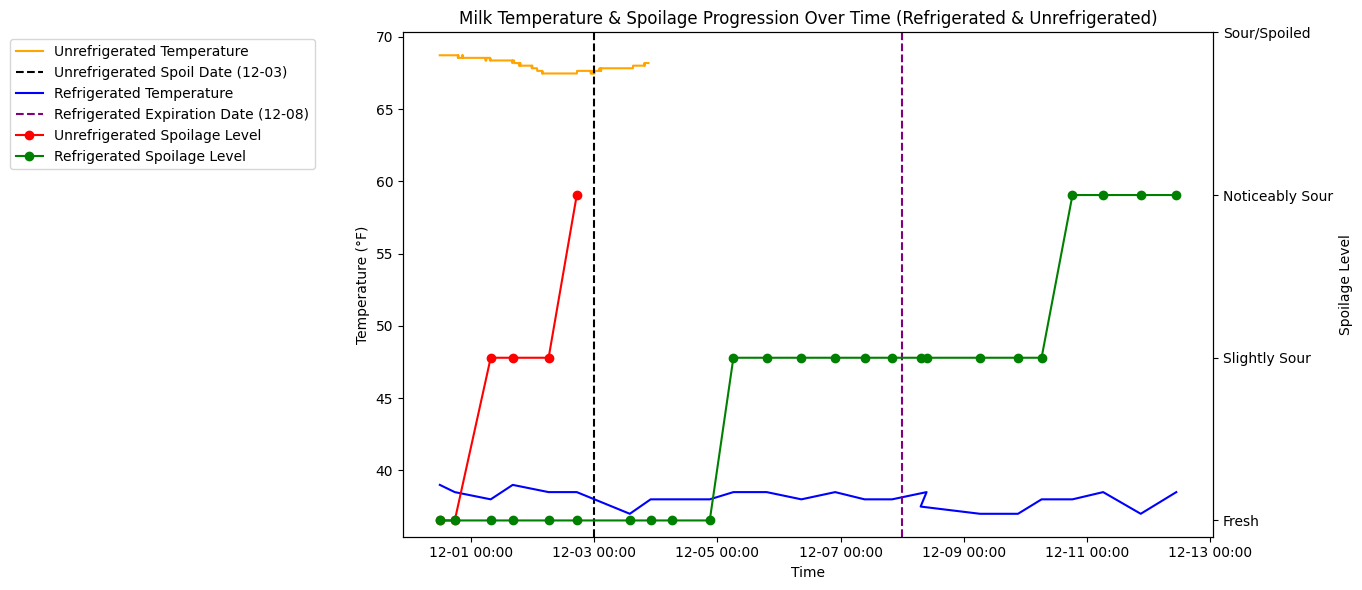 Milk Temperature & Spoilage Progression Over Time (Refrigerated & Unrefrigerated)
Unrefrigerated Temperature
Unrefrigerated Spoil Date (12-03)
Refrigerated Temperature
Refrigerated Expiration Date (12-08)
Unrefrigerated Spoilage Level
Refrigerated Spoilage Level
Temperature (°F)
70
65
60
55
50
45
40
Sour/Spoiled
Noticeably Sour
Slightly Sour
Fresh
Spoilage Level
12-01 00:00 12-03 00:00 12-05 00:00 12-07 00:00 12-09 00:00 12-11 00:00 12-13 00:00
Time